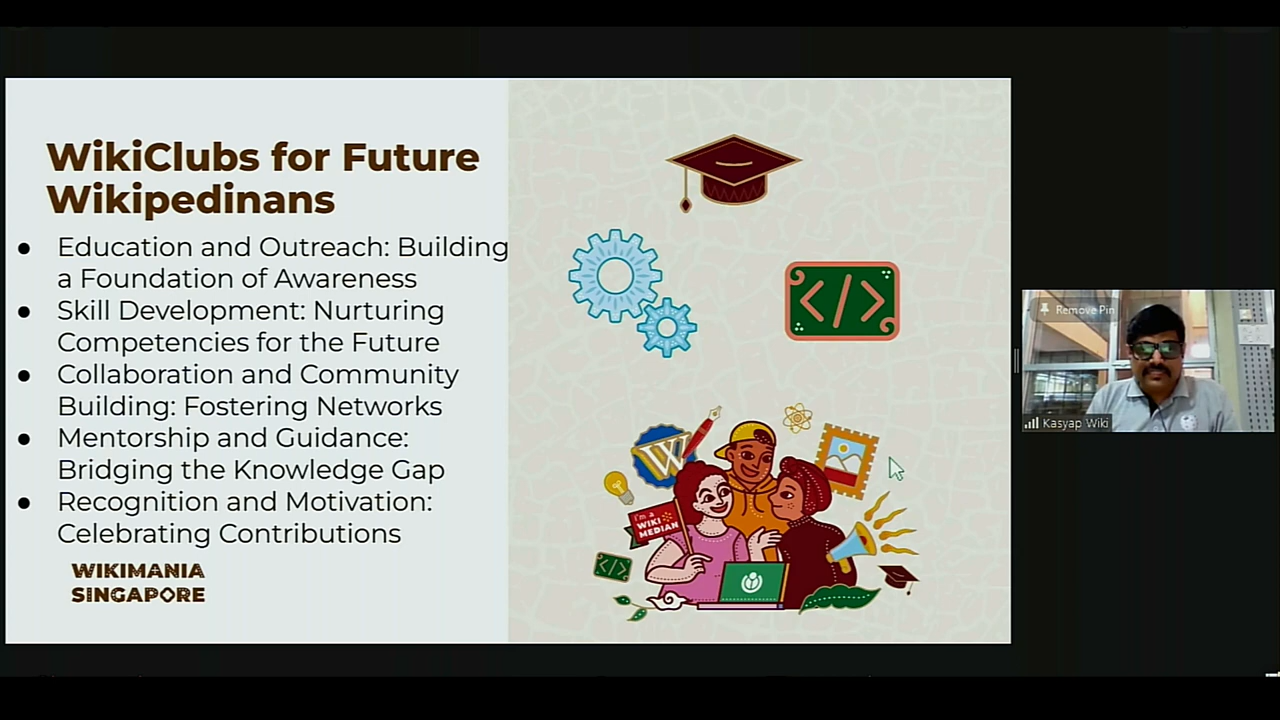 WikiClubs for Future
Wikipedinans
● Education and Outreach: Building
a Foundation of Awareness
● Skill Development: Nurturing
Competencies for the Future
● Collaboration and Community
Building: Fostering Networks
● Mentorship and Guidance:
Bridging the Knowledge Gap
● Recognition and Motivation:
Celebrating Contributions
WIKIMANIA
SINGAPORE
</>
W
I'm a
WIKI
MEDIAN
</>
Remove Pin
Kasyap Wiki